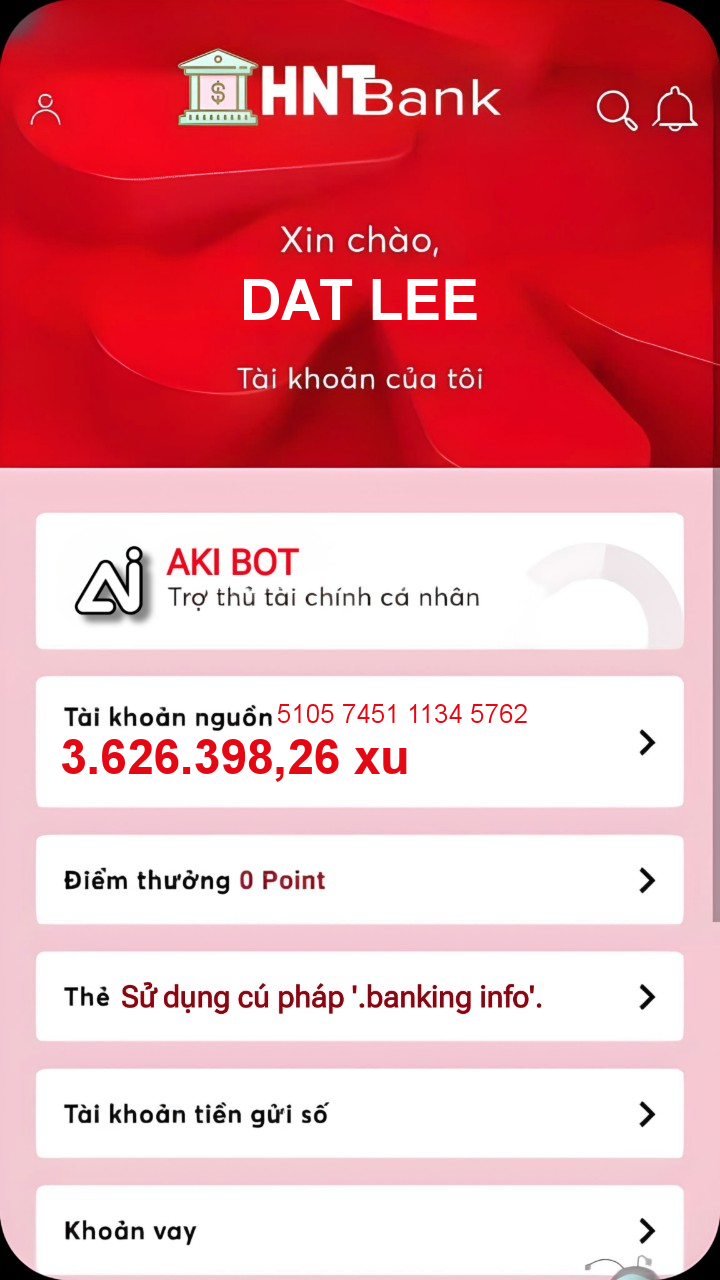 HNTBank
Xin chào,
DAT LEE
Tài khoản của tôi
AKI BOT
Trợ thủ tài chính cá nhân
Tài khoản nguồn 5105 7451 1134 5762
3.626.398,26 xu
Điểm thưởng 0 Point
Thẻ Sử dụng cú pháp '.banking info'.
Tài khoản tiền gửi số
Khoản vay